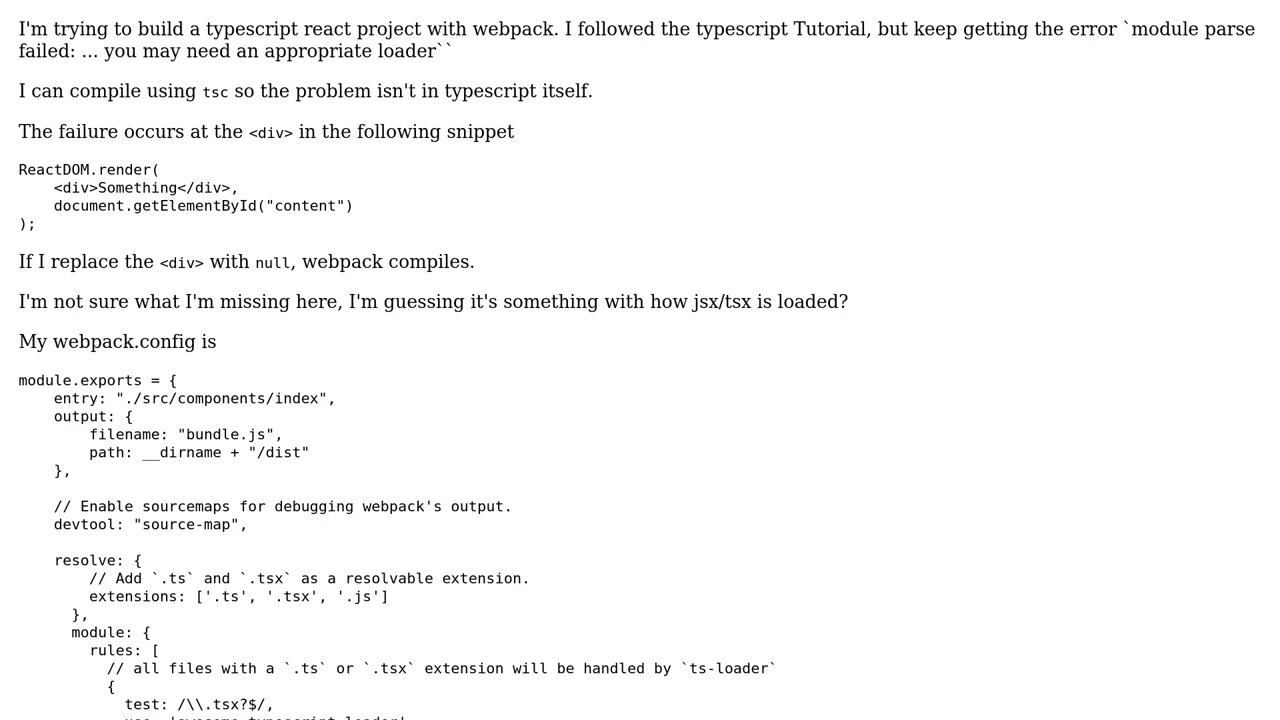 I'm trying to build a typescript react project with webpack. I followed the typescript Tutorial, but keep getting the error `module parse
failed: ... you may need an appropriate loader``
I can compile using tsc so the problem isn't in typescript itself.
The failure occurs at the <div> in the following snippet
ReactDOM.render(
    <div>Something</div>,
    document.getElementById("content")
);
If I replace the <div> with null, webpack compiles.
I'm not sure what I'm missing here, I'm guessing it's something with how jsx/tsx is loaded?
My webpack.config is
module.exports = {
    entry: "./src/components/index",
    output: {
        filename: "bundle.js",
        path: __dirname + "/dist"
    },
    // Enable sourcemaps for debugging webpack's output.
    devtool: "source-map",
    resolve: {
        // Add `.ts` and `.tsx` as a resolvable extension.
        extensions: ['.ts', '.tsx', '.js']
      },
      module: {
        rules: [
          // all files with a `.ts` or `.tsx` extension will be handled by `ts-loader`
          {
            test: /\\.tsx?$/,